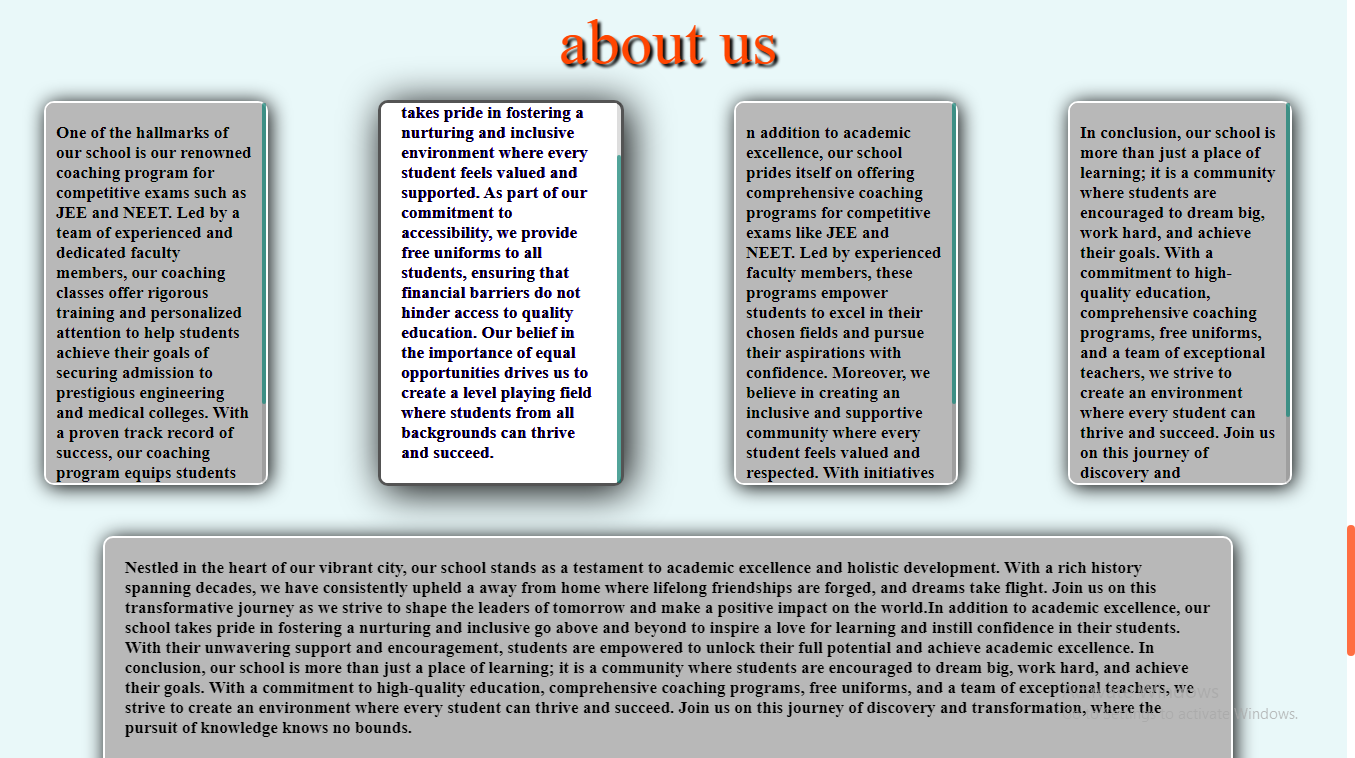 about us
One of the hallmarks of
our school is our renowned
coaching program for
competitive exams such as
JEE and NEET. Led by a
team of experienced and
dedicated faculty
members, our coaching
classes offer rigorous
training and personalized
attention to help students
achieve their goals of
securing admission to
prestigious engineering
and medical colleges. With
a proven track record of
success, our coaching
program equips students
takes pride in fostering a
nurturing and inclusive
environment where every
student feels valued and
supported. As part of our
commitment to
accessibility, we provide
free uniforms to all
students, ensuring that
financial barriers do not
hinder access to quality
education. Our belief in
the importance of equal
opportunities drives us to
create a level playing field
where students from all
backgrounds can thrive
and succeed.
n addition to academic
excellence, our school
prides itself on offering
comprehensive coaching
programs for competitive
exams like JEE and
NEET. Led by experienced
faculty members, these
programs empower
students to excel in their
chosen fields and pursue
their aspirations with
confidence. Moreover, we
believe in creating an
inclusive and supportive
community where every
student feels valued and
respected. With initiatives
In conclusion, our school is
more than just a place of
learning; it is a community
where students are
encouraged to dream big,
work hard, and achieve
their goals. With a
commitment to high-
quality education,
comprehensive coaching
programs, free uniforms,
and a team of exceptional
teachers, we strive to
create an environment
where every student can
thrive and succeed. Join us
on this journey of
discovery and
Nestled in the heart of our vibrant city, our school stands as a testament to academic excellence and holistic development. With a rich history
spanning decades, we have consistently upheld a away from home where lifelong friendships are forged, and dreams take flight. Join us on this
transformative journey as we strive to shape the leaders of tomorrow and make a positive impact on the world.In addition to academic excellence, our
school takes pride in fostering a nurturing and inclusive go above and beyond to inspire a love for learning and instill confidence in their students.
With their unwavering support and encouragement, students are empowered to unlock their full potential and achieve academic excellence. In
conclusion, our school is more than just a place of learning; it is a community where students are encouraged to dream big, work hard, and achieve
their goals. With a commitment to high-quality education, comprehensive coaching programs, free uniforms, and a team of exceptional teachers, we
strive to create an environment where every student can thrive and succeed. Join us on this journey of discovery and transformation, where the
pursuit of knowledge knows no bounds.
Activate Windows
Go to Settings to activate Windows.